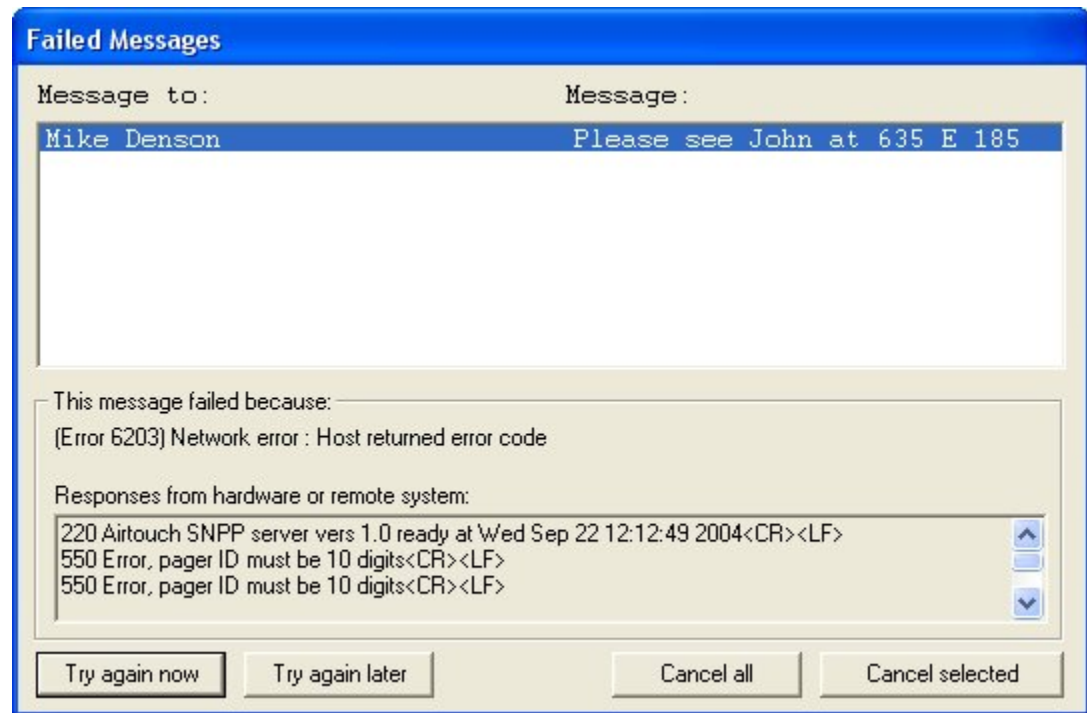 Failed Messages
Message to: Message:
Mike Denson Please see John at 635 E 185
This message failed because:
(Error 6203) Network error : Host returned error code
Responses from hardware or remote system:
220 Airtouch SNPP server vers 1.0 ready at Wed Sep 22 12:12:49 2004<CR><LF>
550 Error, pager ID must be 10 digits<CR><LF>
550 Error, pager ID must be 10 digits<CR><LF>
Try again now Try again later Cancel all Cancel selected